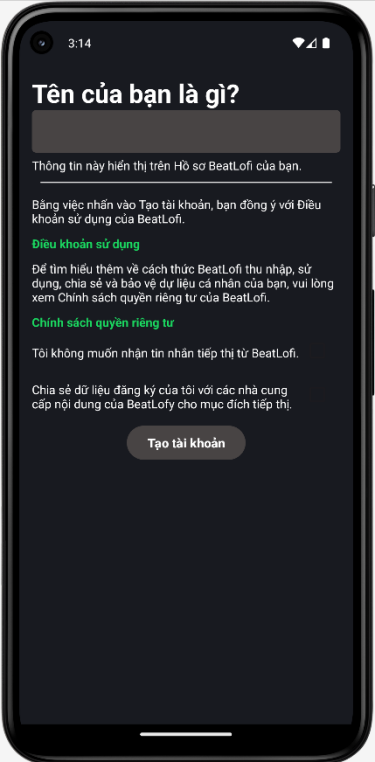 3:14
Tên của bạn là gì?
Thông tin này hiển thị trên Hồ sơ BeatLofi của bạn.
Bằng việc nhấn vào Tạo tài khoản, bạn đồng ý với Điều
khoản sử dụng của BeatLofi.
Điều khoản sử dụng
Để tìm hiểu thêm về cách thức BeatLofi thu nhập, sử
dụng, chia sẻ và bảo vệ dự liệu cá nhân của bạn, vui lòng
xem Chính sách quyền riêng tư của BeatLofi.
Chính sách quyền riêng tư
Tôi không muốn nhận tin nhắn tiếp thị từ BeatLofi.
Chia sẻ dữ liệu đăng ký của tôi với các nhà cung
cấp nội dung của BeatLofy cho mục đích tiếp thị.
Tạo tài khoản